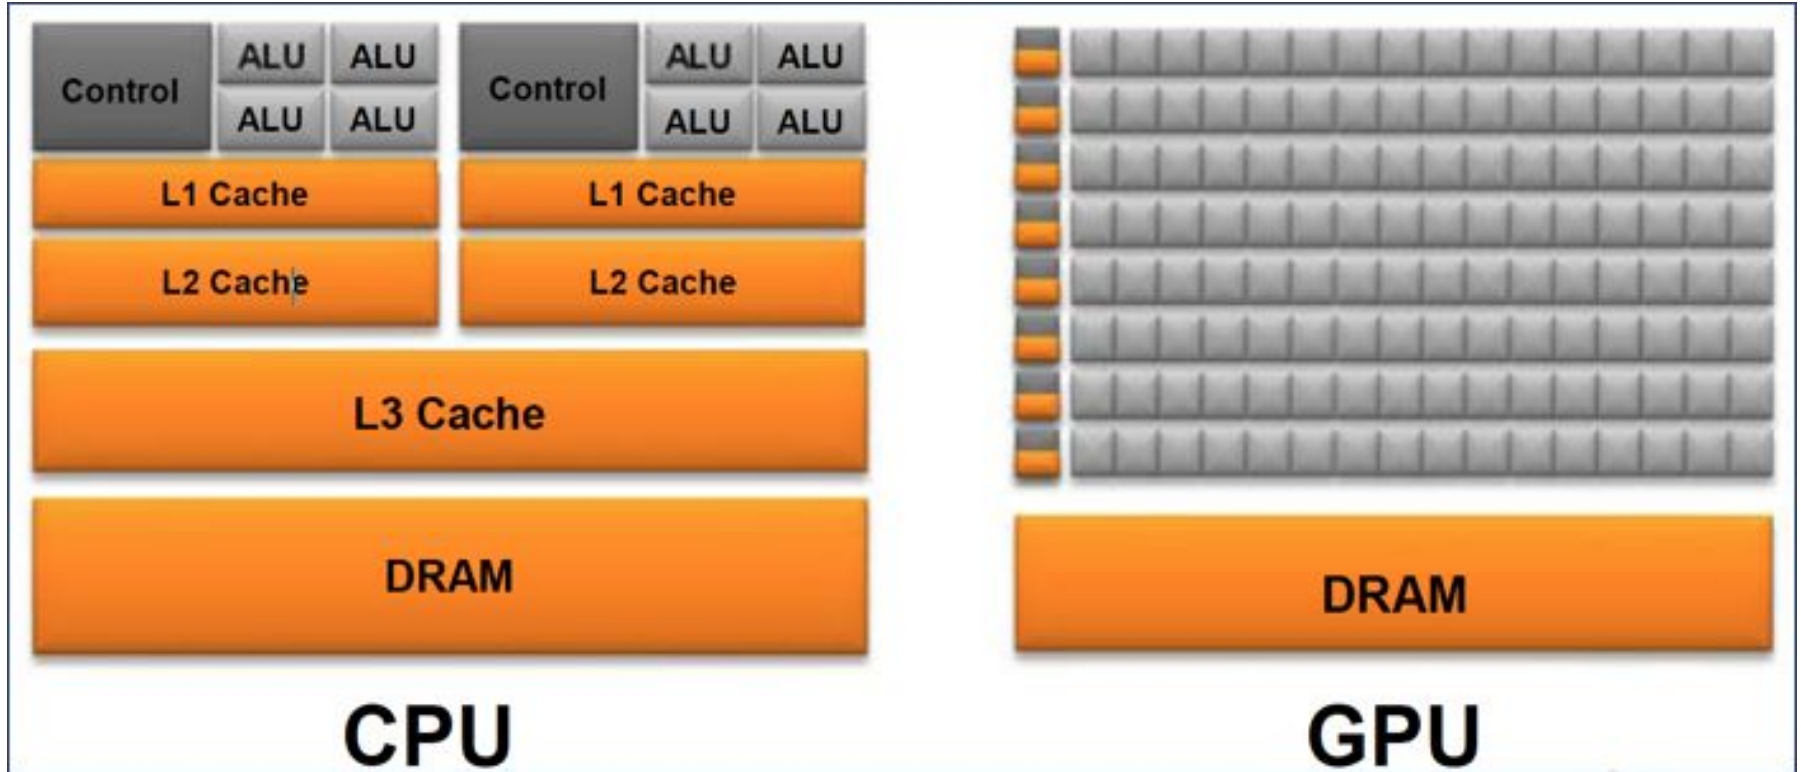 Control
ALU ALU
ALU ALU
L1 Cache
L2 Cache
Control
ALU ALU
ALU ALU
L1 Cache
L2 Cache
L3 Cache
DRAM
CPU
DRAM
GPU